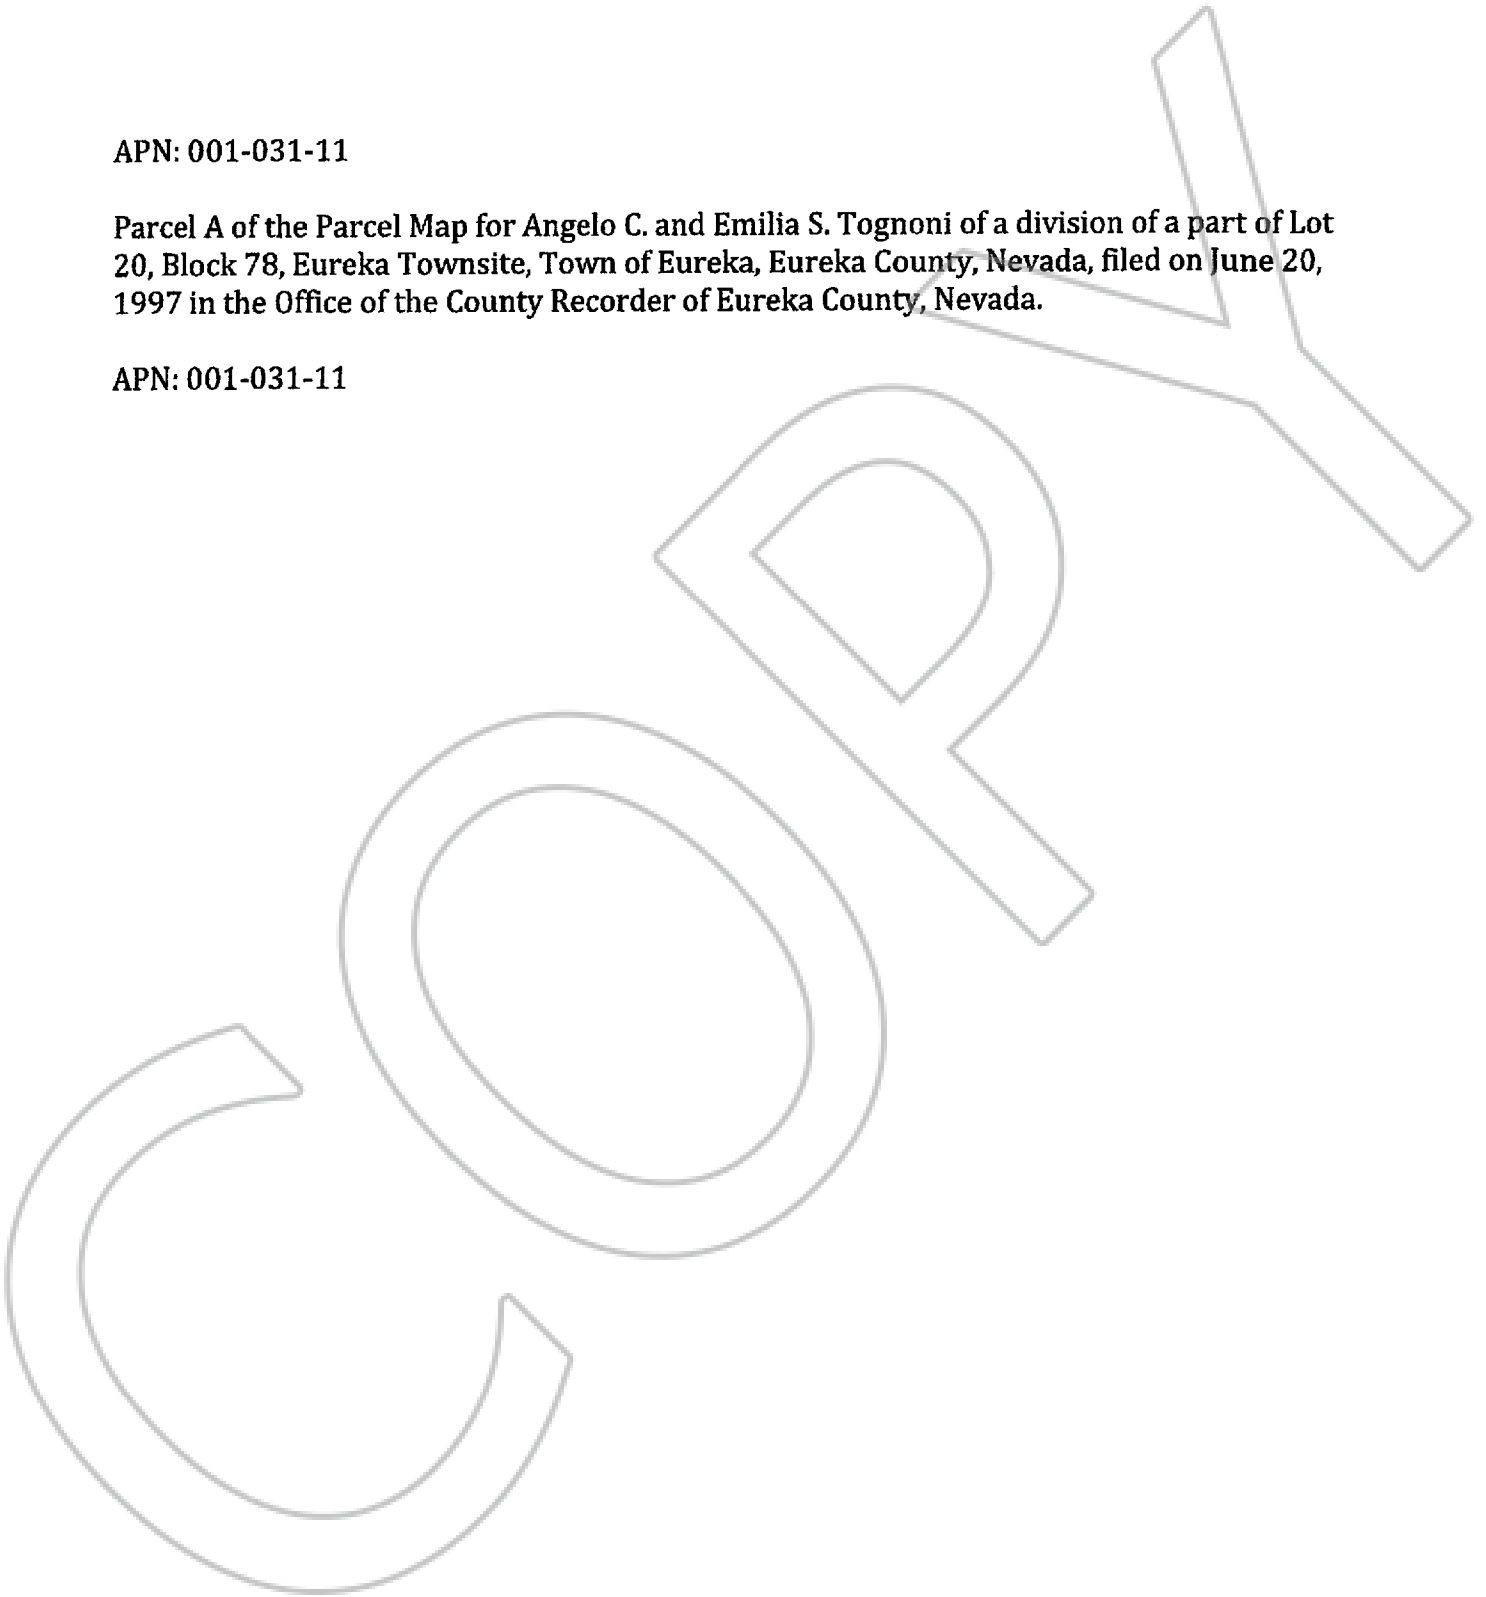 APN: 001-031-11
Parcel A of the Parcel Map for Angelo C. and Emilia S. Tognoni of a division of a part of Lot
20, Block 78, Eureka Townsite, Town of Eureka, Eureka County, Nevada, filed on June 20,
1997 in the Office of the County Recorder of Eureka County, Nevada.
APN: 001-031-11
COPY